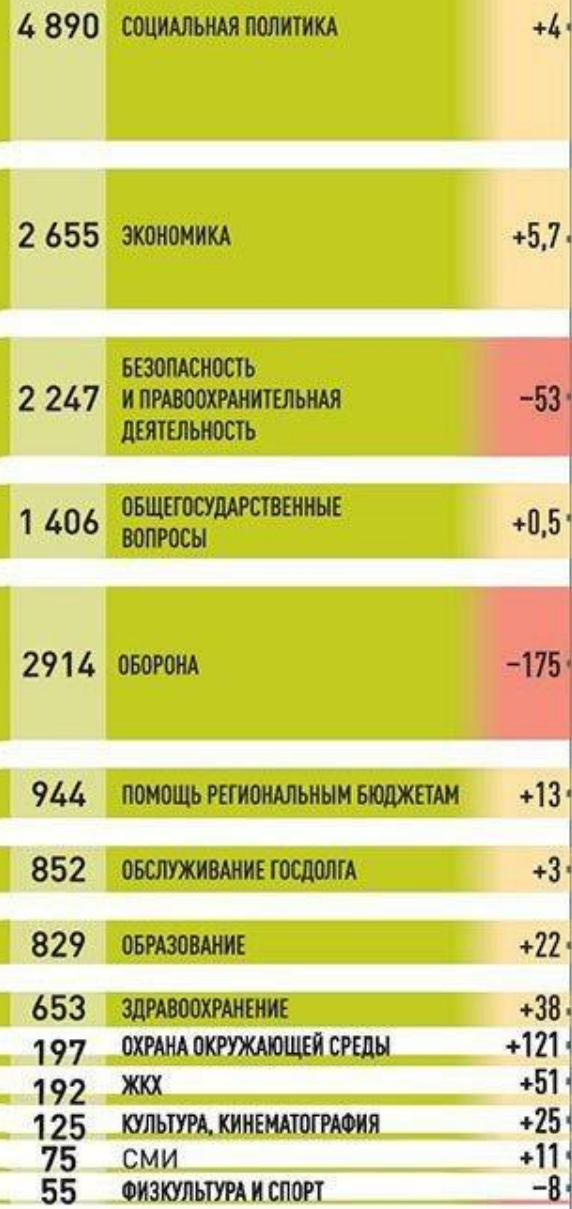 4 890 СОЦИАЛЬНАЯ ПОЛИТИКА +4
2 655 ЭКОНОМИКА +5,7
БЕЗОПАСНОСТЬ
2 247 И ПРАВООХРАНИТЕЛЬНАЯ –53
ДЕЯТЕЛЬНОСТЬ
1 406 ОБЩЕГОСУДАРСТВЕННЫЕ +0,5
ВОПРОСЫ
2914 ОБОРОНА –175
944 ПОМОЩЬ РЕГИОНАЛЬНЫМ БЮДЖЕТАМ +13
852 ОБСЛУЖИВАНИЕ ГОСДОЛГА +3
829 ОБРАЗОВАНИЕ +22
653 ЗДРАВООХРАНЕНИЕ +38
197 ОХРАНА ОКРУЖАЮЩЕЙ СРЕДЫ +121
192 ЖКХ +51
125 КУЛЬТУРА, КИНЕМАТОГРАФИЯ +25
75 СМИ +11
55 ФИЗКУЛЬТУРА И СПОРТ –8